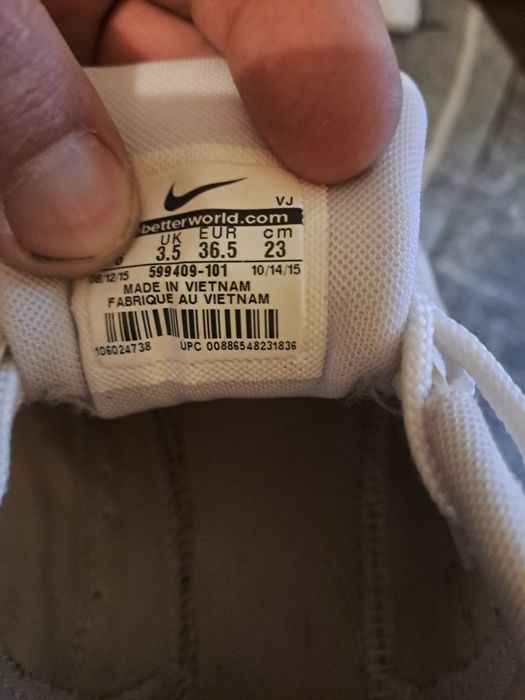 VJ
betterworld.com
UK EUR cm
3.5 36.5 23
08/12/15 599409-101 10/14/15
MADE IN VIETNAM
FABRIQUE AU VIETNAM
106024738 UPC 00886548231836